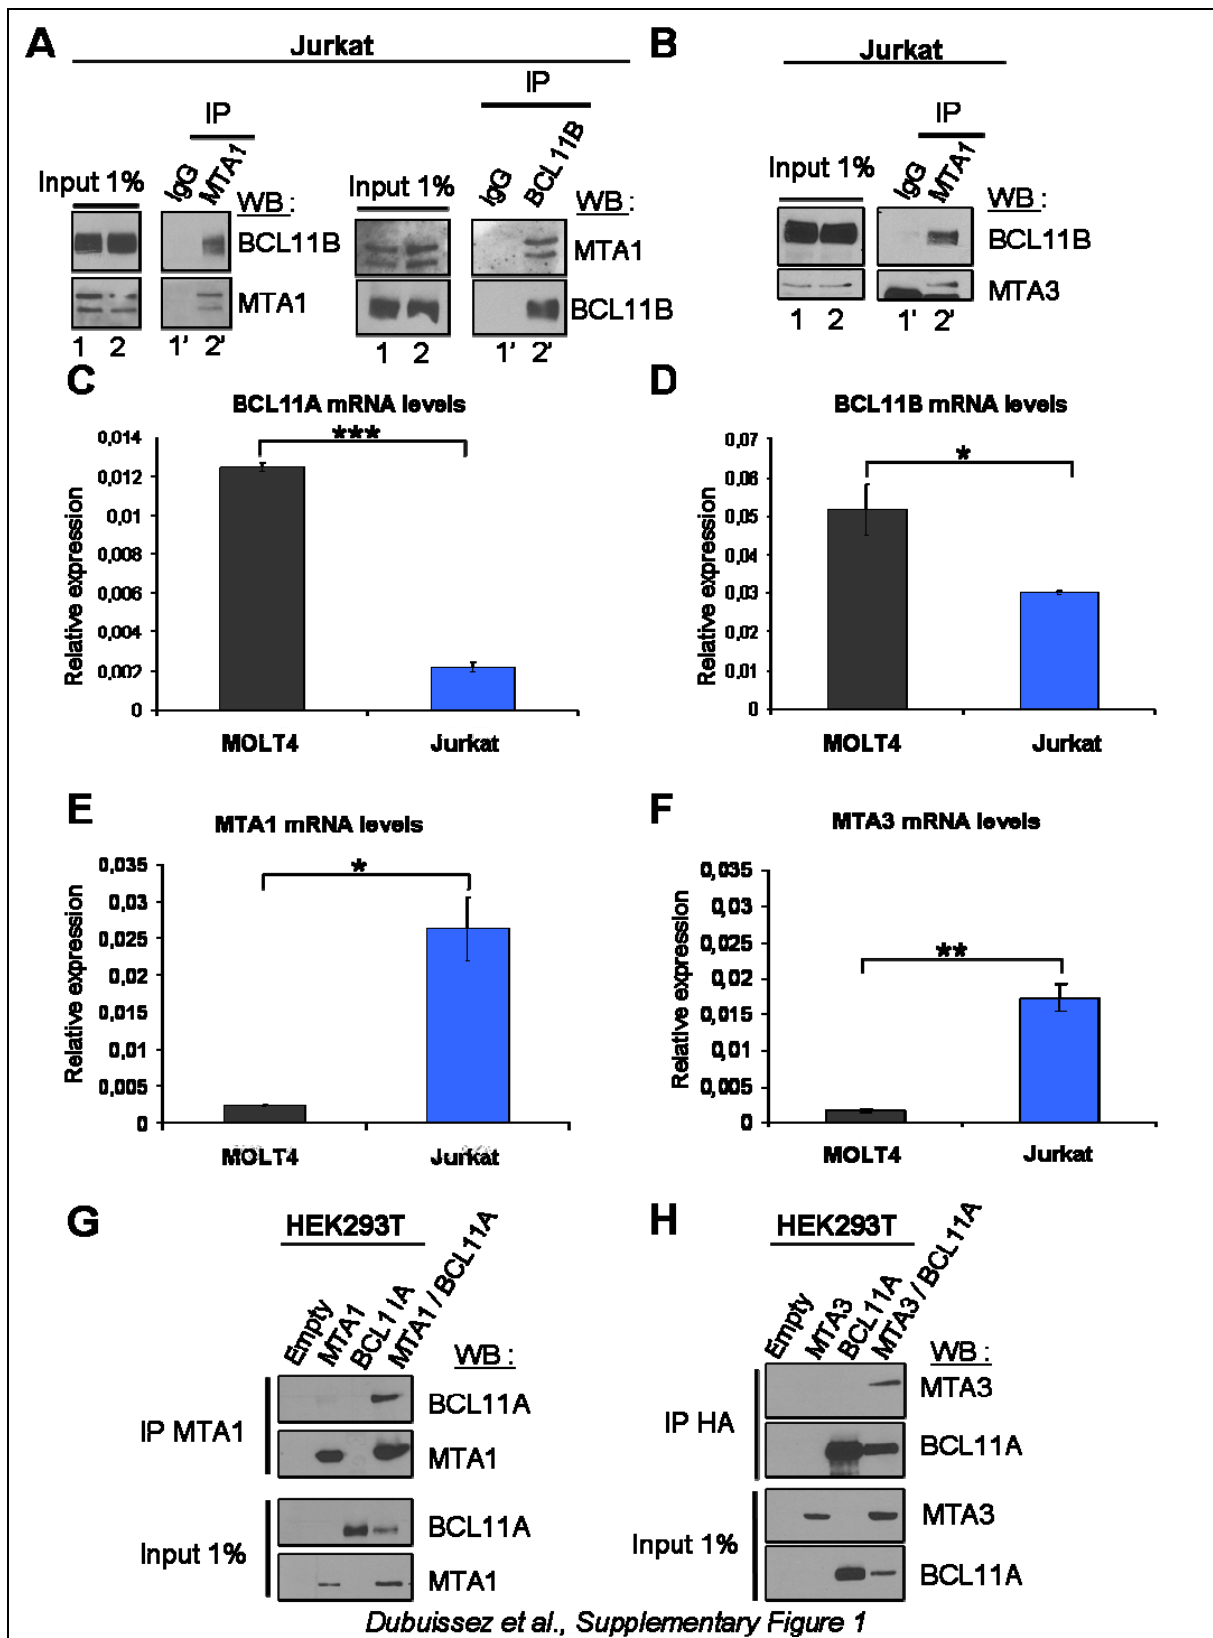 A
Jurkat
IP
IgG
MTA1
Input 1%
WB :
BCL11B
MTA1
1 2 1' 2'
IP
IgG
BCL11B
Input 1%
WB :
MTA1
BCL11B
1 2 1' 2'
B
Jurkat
IP
IgG
MTA1
Input 1%
WB :
BCL11B
MTA3
1 2 1' 2'
C
BCL11A mRNA levels
Relative expression
0,014
0,012
0,01
0,008
0,006
0,004
0,002
0
***
MOLT4 Jurkat
D
BCL11B mRNA levels
Relative expression
0,07
0,06
0,05
0,04
0,03
0,02
0,01
0
*
MOLT4 Jurkat
E
MTA1 mRNA levels
Relative expression
0,035
0,03
0,025
0,02
0,015
0,01
0,005
0
*
MOLT4 Jurkat
F
MTA3 mRNA levels
Relative expression
0,035
0,03
0,035
0,025
0,02
0,015
0,01
0,005
0
**
MOLT4 Jurkat
G
HEK293T
Empty
MTA1
BCL11A
MTA1 / BCL11A
WB :
IP MTA1
BCL11A
MTA1
Input 1%
BCL11A
MTA1
H
HEK293T
Empty
MTA3
BCL11A
MTA3 / BCL11A
WB :
IP HA
MTA3
BCL11A
Input 1%
MTA3
BCL11A
Dubuissez et al., Supplementary Figure 1